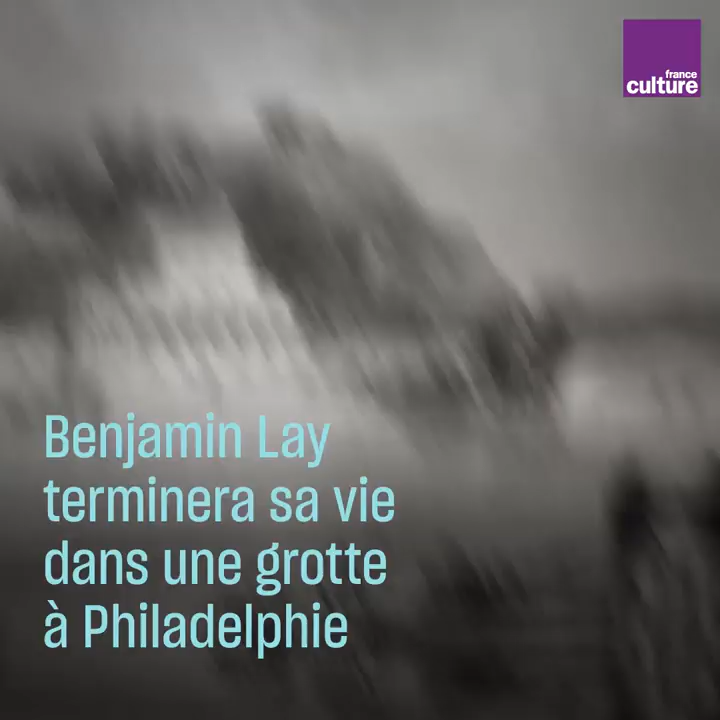 france
culture
Benjamin Lay
terminera sa vie
dans une grotte
à Philadelphie